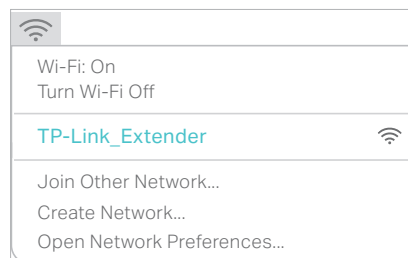 Wi-Fi: On
Turn Wi-Fi Off
TP-Link_Extender
Join Other Network...
Create Network...
Open Network Preferences...